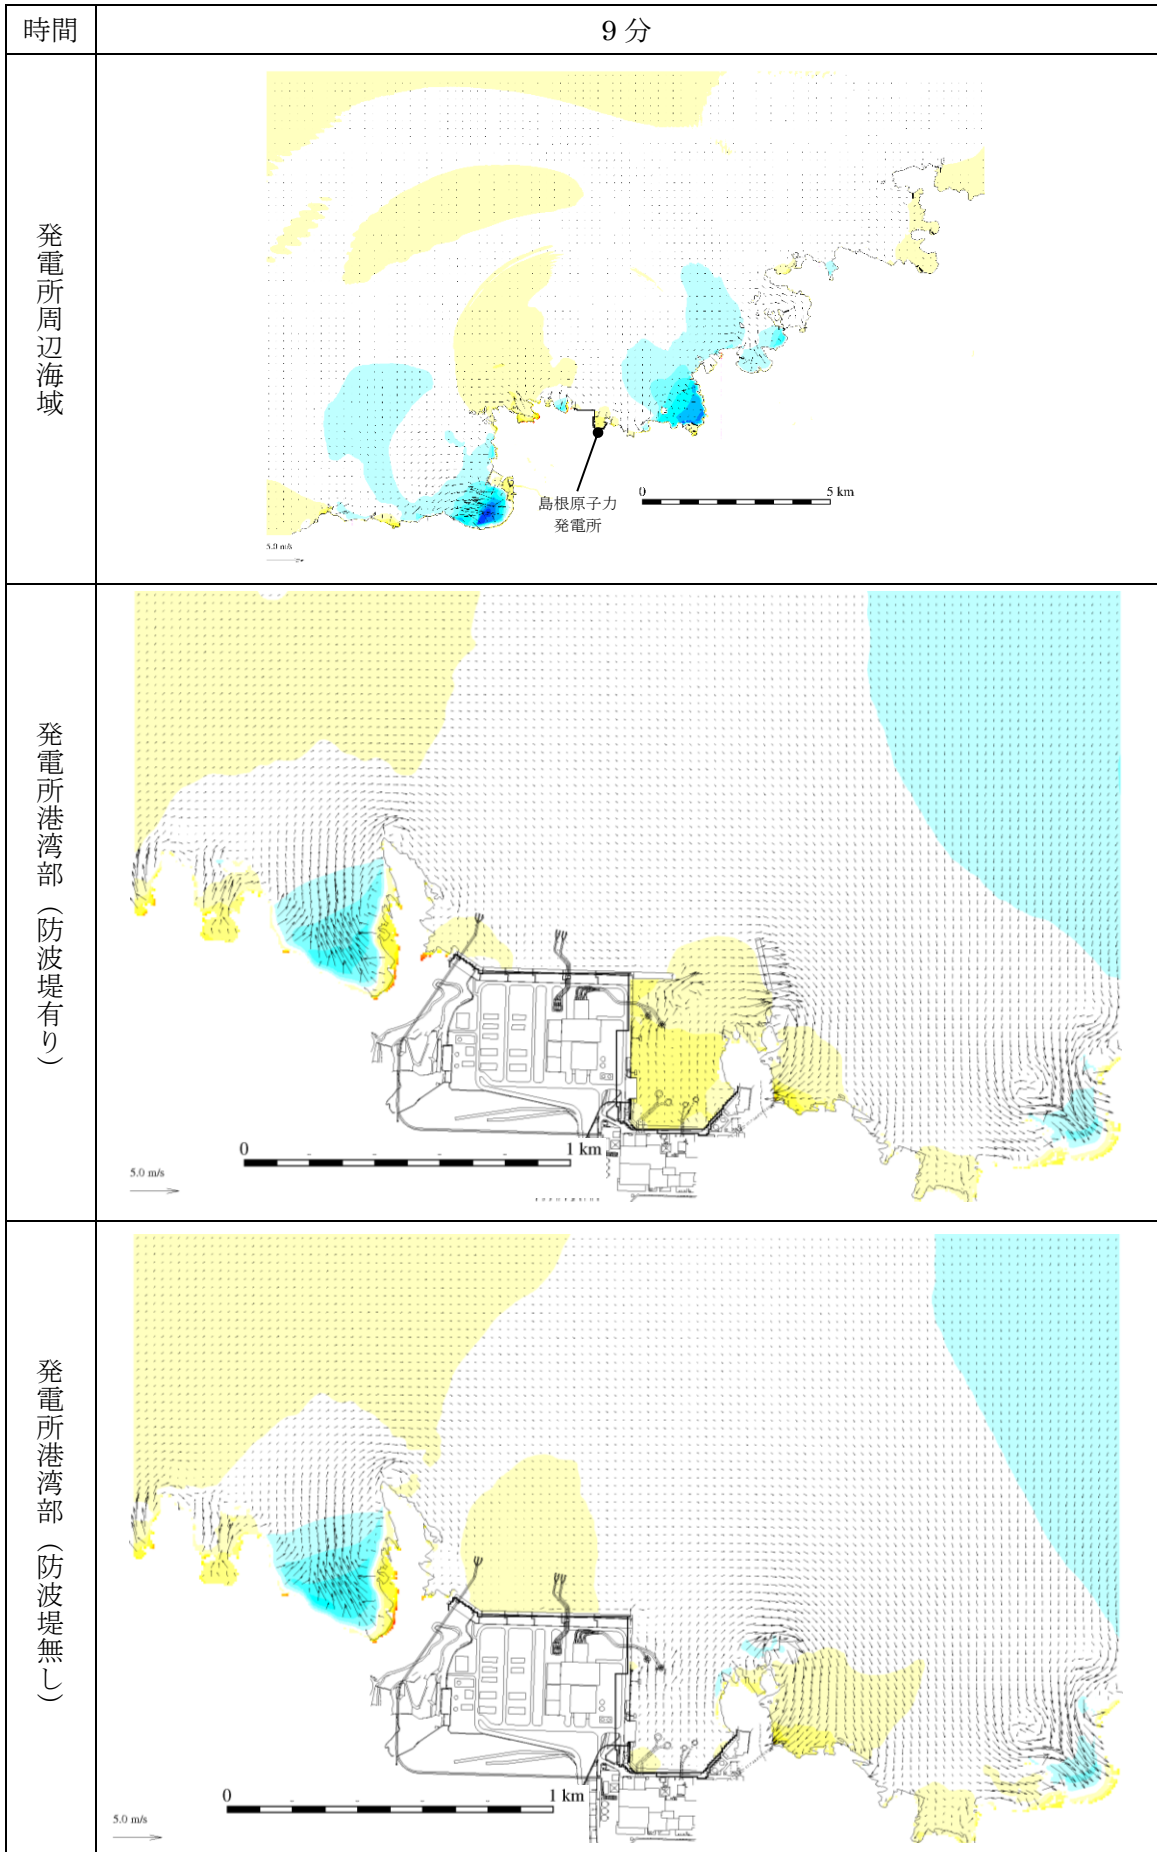 時間
9 分
発電所周辺海域
島根原子力
発電所
0
5 km
5.0 m/s
発電所港湾部（防波堤有り）
0
1 km
5.0 m/s
発電所港湾部（防波堤無し）
0
1 km
5.0 m/s